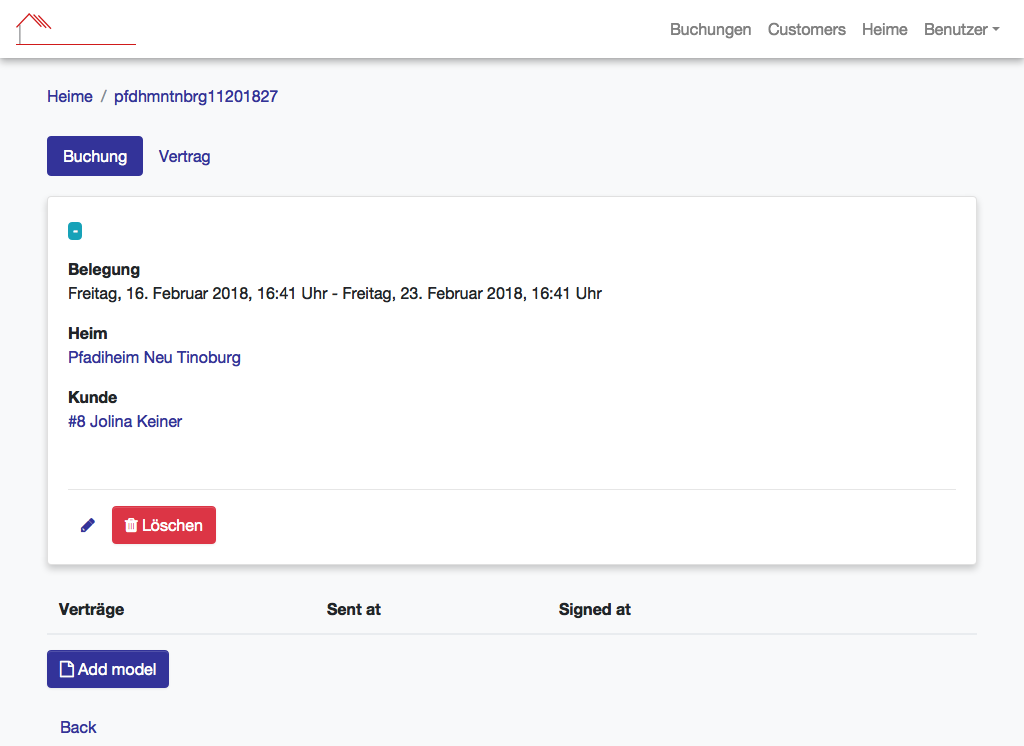 Buchungen Customers Heime Benutzer
Heime / pfdhmntnbrg11201827
Buchung Vertrag
-
Belegung
Freitag, 16. Februar 2018, 16:41 Uhr - Freitag, 23. Februar 2018, 16:41 Uhr
Heim
Pfadiheim Neu Tinoburg
Kunde
#8 Jolina Keiner
Löschen
Verträge Sent at Signed at
Add model
Back